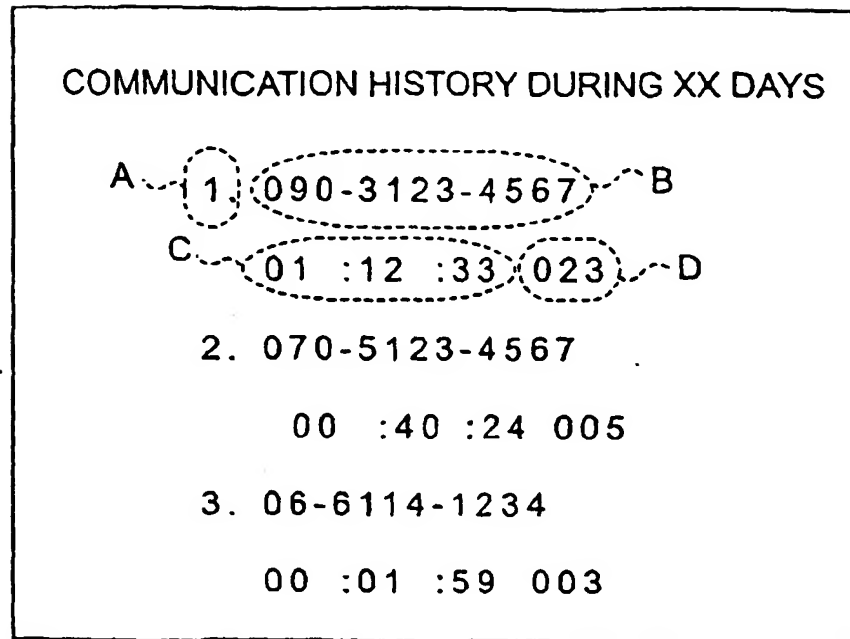 COMMUNICATION HISTORY DURING XX DAYS
A 1. 090-3123-4567 B
C 01 :12 :33 023 D
2. 070-5123-4567
00 :40 :24 005
3. 06-6114-1234
00 :01 :59 003